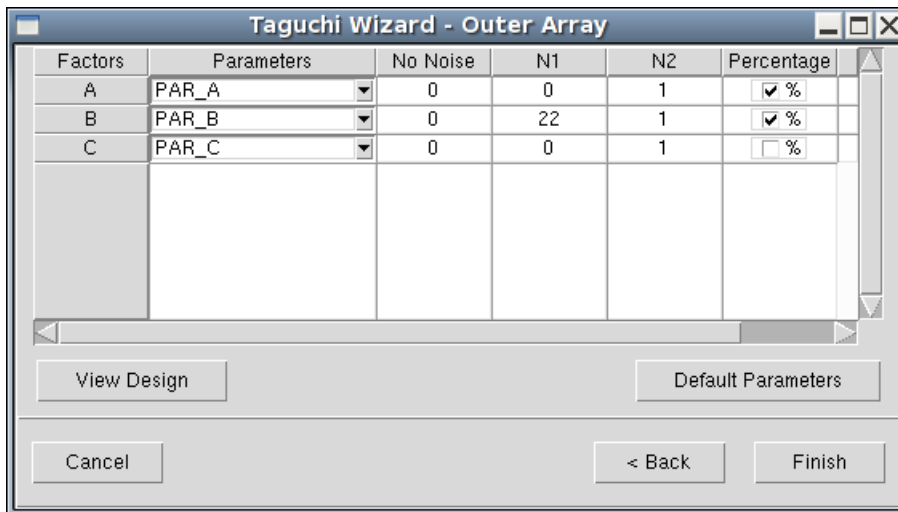 Taguchi Wizard - Outer Array
Factors Parameters No Noise N1 N2 Percentage
A PAR_A 0 0 1 %
B PAR_B 0 22 1 %
C PAR_C 0 0 1 %
View Design Default Parameters
Cancel < Back Finish